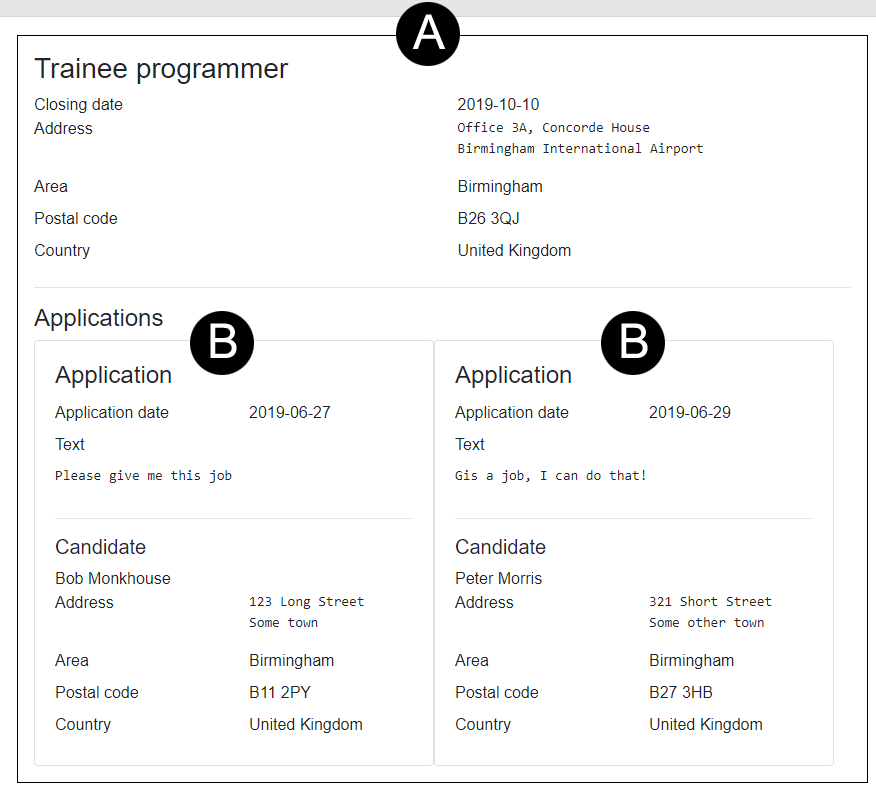 A
Trainee programmer
Closing date 2019-10-10
Address Office 3A, Concorde House
Birmingham International Airport
Area Birmingham
Postal code B26 3QJ
Country United Kingdom
Applications
B
Application
Application date 2019-06-27
Text
Please give me this job
Candidate
Bob Monkhouse
Address 123 Long Street
Some town
Area Birmingham
Postal code B11 2PY
Country United Kingdom
B
Application
Application date 2019-06-29
Text
Gis a job, I can do that!
Candidate
Peter Morris
Address 321 Short Street
Some other town
Area Birmingham
Postal code B27 3HB
Country United Kingdom